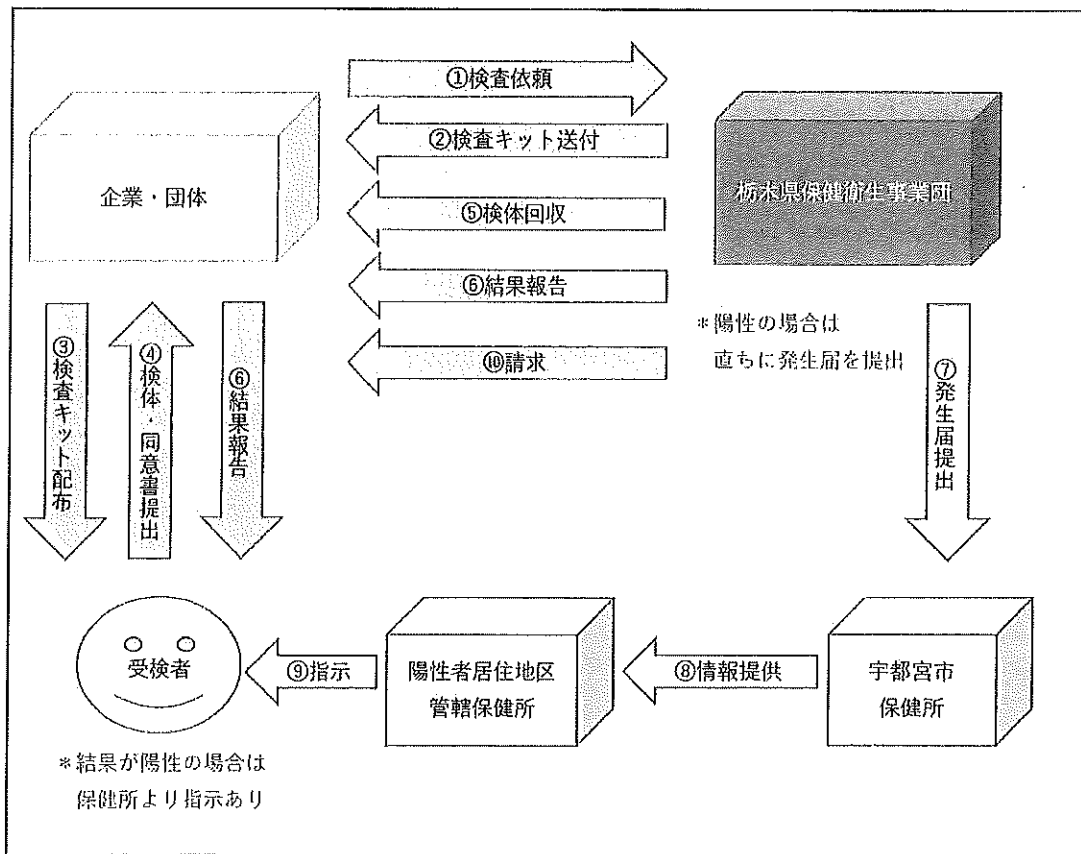 ①検査依頼
②検査キット送付
企業・団体
栃木県保健衛生事業団
⑤検体回収
⑥結果報告
*陽性の場合は
直ちに発生届を提出
⑩請求
③検査キット配布
④検体・同意書提出
⑥結果報告
⑦発生届提出
受検者
⑨指示
陽性者居住地区
管轄保健所
⑧情報提供
宇都宮市
保健所
*結果が陽性の場合は
保健所より指示あり